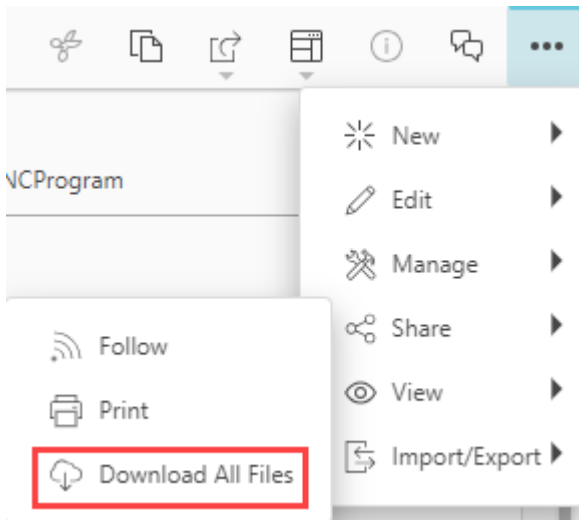 NCProgram
New
Edit
Manage
Share
View
Import/Export
Follow
Print
Download All Files